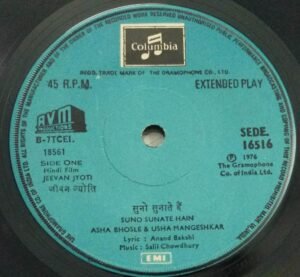 Columbia
REGD. TRADE MARK OF THE GRAMOPHONE CO. LTD.
45 R.P.M.
EXTENDED PLAY
AVM
PRODUCTIONS
B-7TCEI.
18561
SEDE.
16516
SIDE ONE
Hindi Film
JEEVAN JYOTI
जीवन ज्योति
℗ 1976
The Gramophone
Co. of India Ltd.
सुनो सुनाते हैं
SUNO SUNATE HAIN
ASHA BHOSLE & USHA MANGESHKAR
Lyric : Anand Bakshi
Music : Salil Chowdhury
EMI